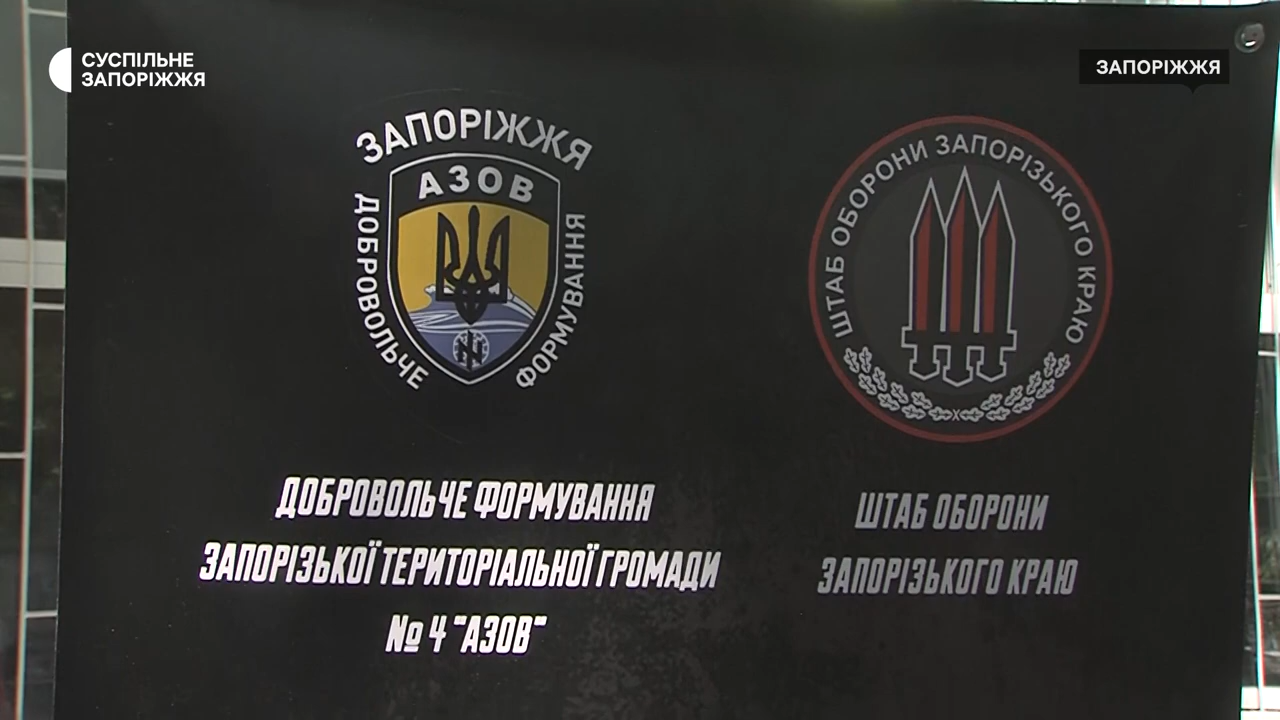 СУСПІЛЬНЕ
ЗАПОРІЖЖЯ
ЗАПОРІЖЖЯ
ЗАПОРІЖЖЯ
АЗОВ
ДОБРОВОЛЬЧЕ
ФОРМУВАННЯ
ШТАБ ОБОРОНИ ЗАПОРІЗЬКОГО КРАЮ
ДОБРОВОЛЬЧЕ ФОРМУВАННЯ
ЗАПОРІЗЬКОЇ ТЕРИТОРІАЛЬНОЇ ГРОМАДИ
№ 4 "АЗОВ"
ШТАБ ОБОРОНИ
ЗАПОРІЗЬКОГО КРАЮ